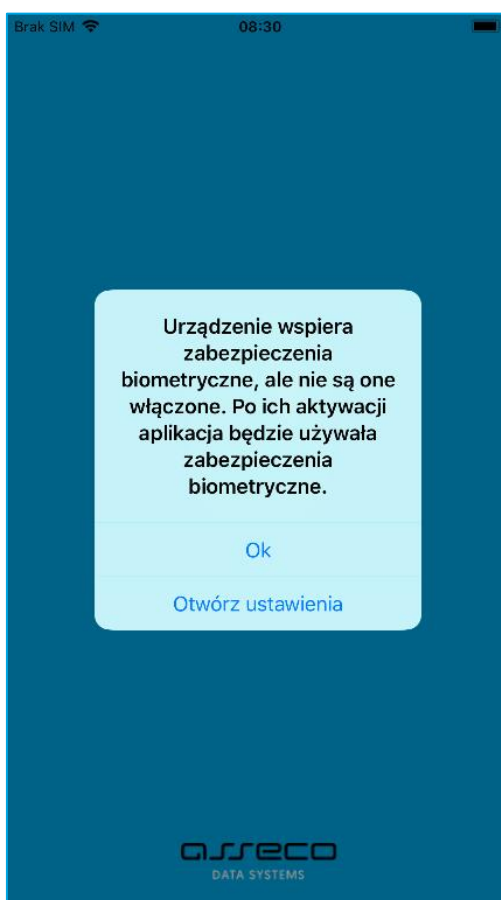 Brak SIM 08:30
Urządzenie wspiera
zabezpieczenia
biometryczne, ale nie są one
włączone. Po ich aktywacji
aplikacja będzie używała
zabezpieczenia
biometryczne.
Ok
Otwórz ustawienia
asseco
DATA SYSTEMS